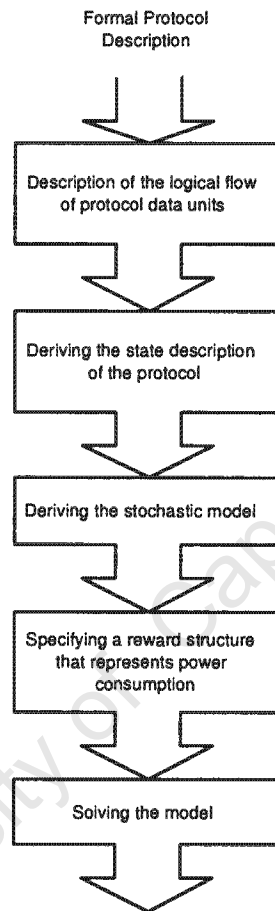 Formal Protocol
Description
Description of the logical flow
of protocol data units
Deriving the state description
of the protocol
Deriving the stochastic model
Specifying a reward structure
that represents power
consumption
Solving the model